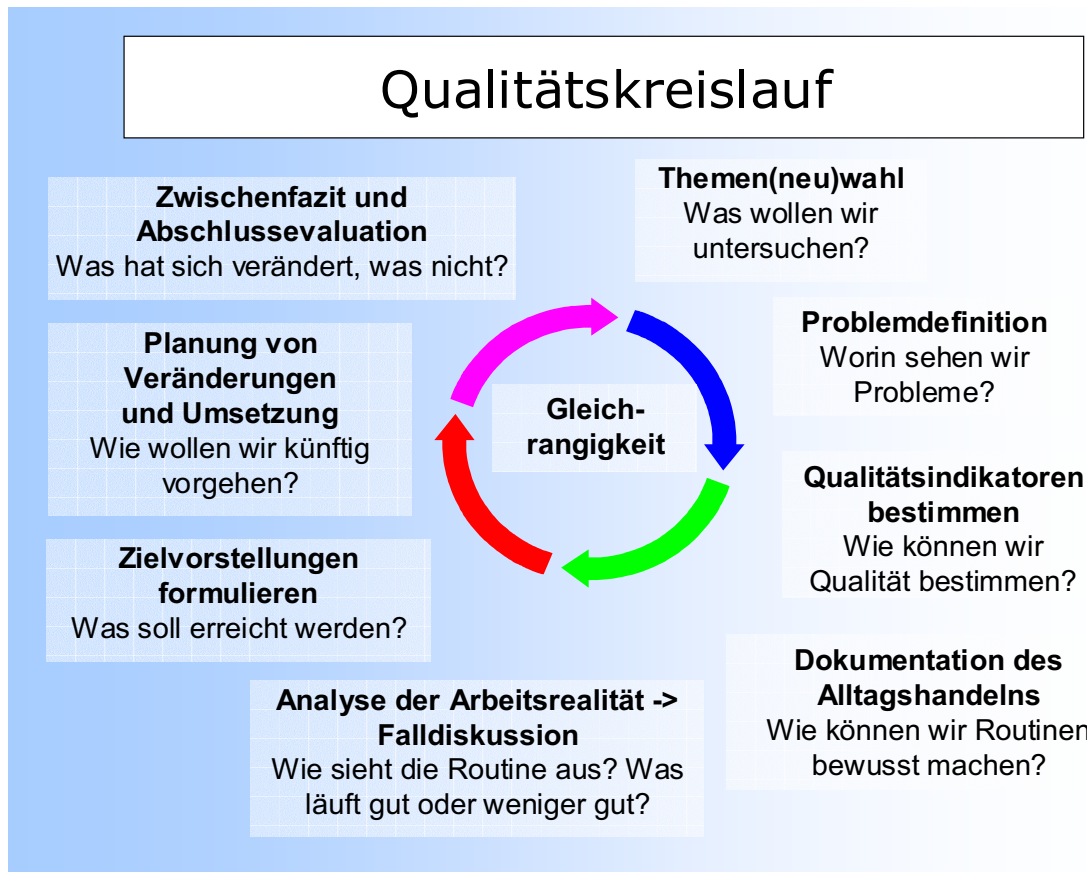 Qualitätskreislauf
Themen(neu)wahl
Was wollen wir
untersuchen?
Problemdefinition
Worin sehen wir
Probleme?
Qualitätsindikatoren
bestimmen
Wie können wir
Qualität bestimmen?
Dokumentation des
Alltagshandelns
Wie können wir Routinen
bewusst machen?
Analyse der Arbeitsrealität ->
Falldiskussion
Wie sieht die Routine aus? Was
läuft gut oder weniger gut?
Zielvorstellungen
formulieren
Was soll erreicht werden?
Planung von
Veränderungen
und Umsetzung
Wie wollen wir künftig
vorgehen?
Zwischenfazit und
Abschlussevaluation
Was hat sich verändert, was nicht?
Gleich-
rangigkeit